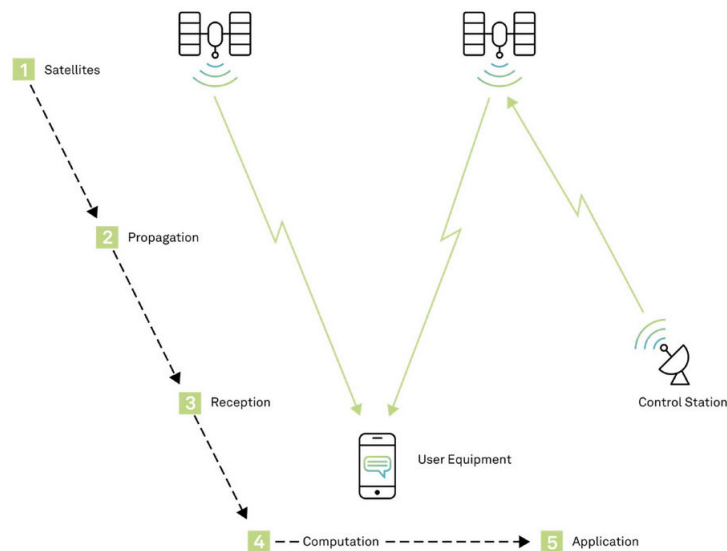 1 Satellites
2 Propagation
3 Reception
Control Station
User Equipment
4 Computation
5 Application